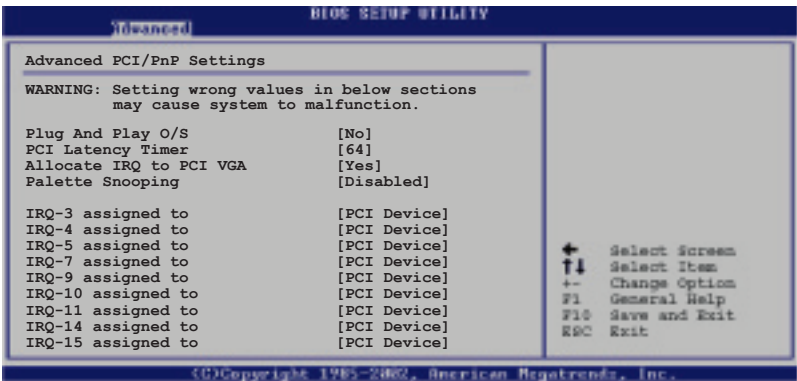 BIOS SETUP UTILITY
Advanced
Advanced PCI/PnP Settings
WARNING: Setting wrong values in below sections
may cause system to malfunction.
Plug And Play O/S [No]
PCI Latency Timer [64]
Allocate IRQ to PCI VGA [Yes]
Palette Snooping [Disabled]
IRQ-3 assigned to [PCI Device]
IRQ-4 assigned to [PCI Device]
IRQ-5 assigned to [PCI Device]
IRQ-7 assigned to [PCI Device]
IRQ-9 assigned to [PCI Device]
IRQ-10 assigned to [PCI Device]
IRQ-11 assigned to [PCI Device]
IRQ-14 assigned to [PCI Device]
IRQ-15 assigned to [PCI Device]
← Select Screen
↑↓ Select Item
+- Change Option
F1 General Help
F10 Save and Exit
ESC Exit
(C)Copyright 1985-2002, American Megatrends, Inc.